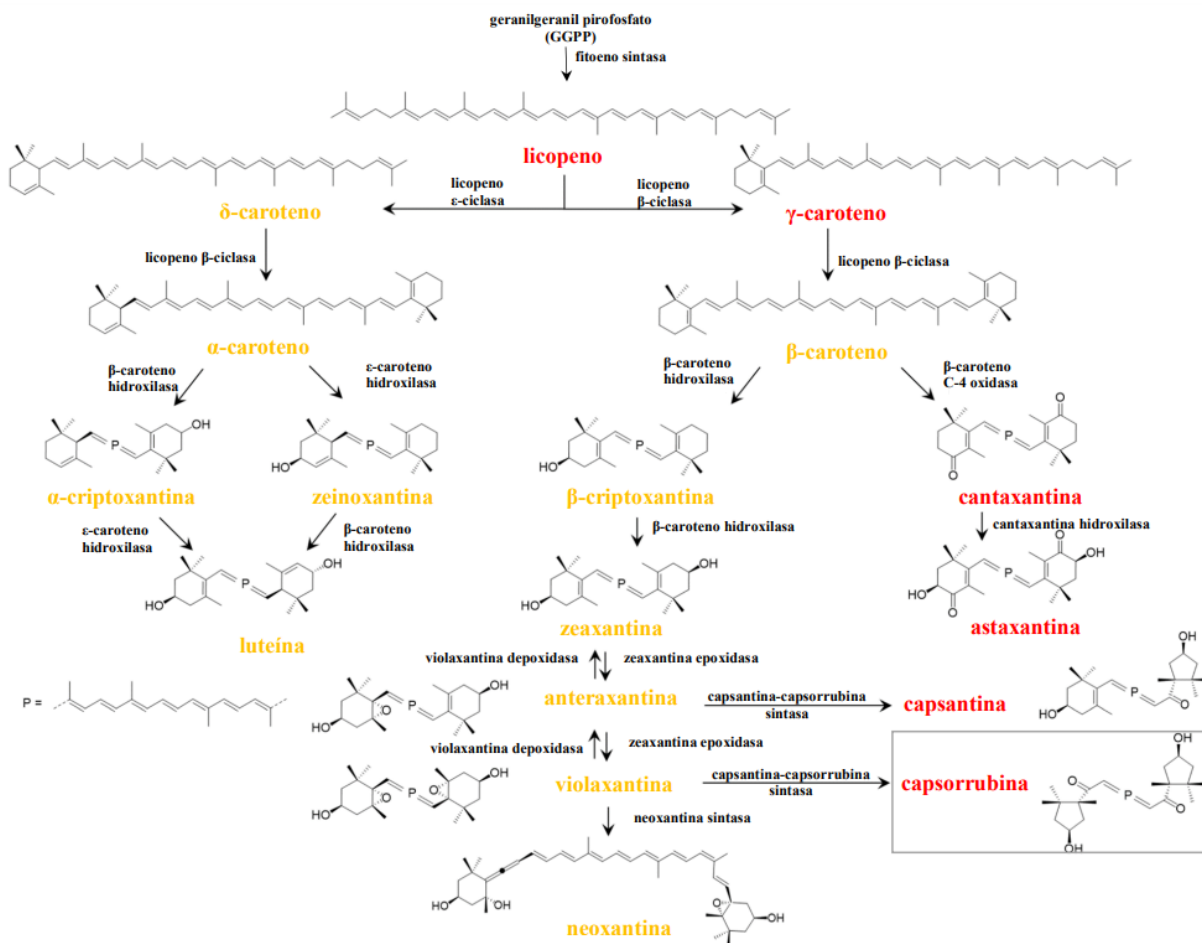 geranilgeranil pirofosfato
(GGPP)
fitoeno sintasa
licopeno
licopeno
ε-ciclasa
licopeno
β-ciclasa
δ-caroteno
γ-caroteno
licopeno β-ciclasa
licopeno β-ciclasa
α-caroteno
β-caroteno
β-caroteno
hidroxilasa
ε-caroteno
hidroxilasa
β-caroteno
hidroxilasa
β-caroteno
C-4 oxidasa
OH
P
HO
P
HO
P
O
P
O
α-criptoxantina
zeinoxantina
β-criptoxantina
cantaxantina
ε-caroteno
hidroxilasa
β-caroteno
hidroxilasa
β-caroteno hidroxilasa
cantaxantina hidroxilasa
OH
P
HO
OH
P
HO
O
OH
P
HO
O
luteína
zeaxantina
astaxantina
violaxantina depoxidasa
zeaxantina epoxidasa
P =
O
P
OH
HO
anteraxantina
capsantina-capsorrubina
sintasa
capsantina
OH
P
HO
O
violaxantina depoxidasa
zeaxantina epoxidasa
O
P
O
OH
HO
violaxantina
capsantina-capsorrubina
sintasa
capsorrubina
OH
O
P
O
OH
neoxantina sintasa
HO
OH
O
OH
neoxantina